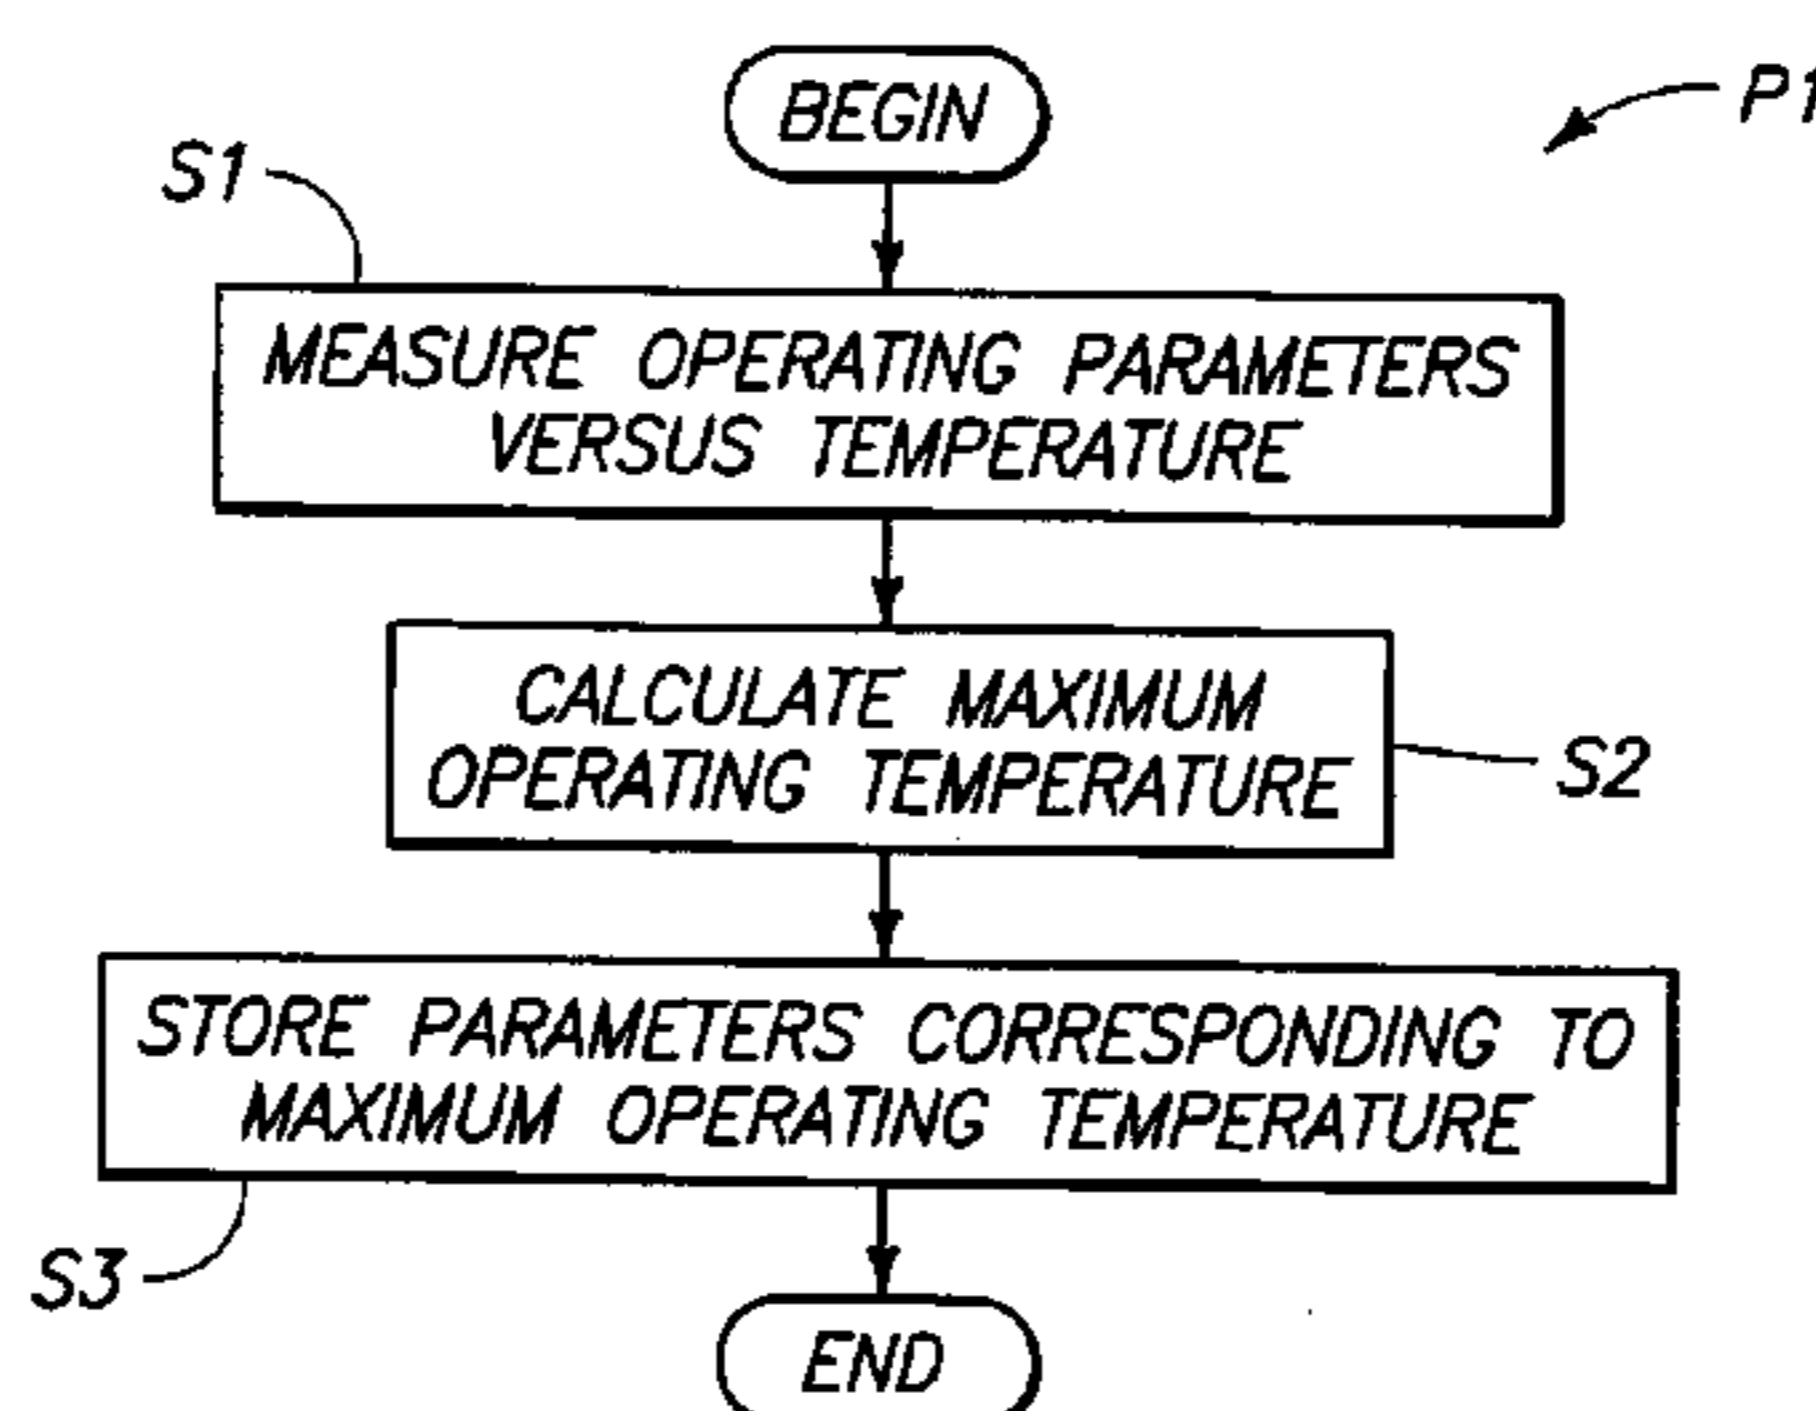 BEGIN
P1
S1
MEASURE OPERATING PARAMETERS
VERSUS TEMPERATURE
CALCULATE MAXIMUM
OPERATING TEMPERATURE
S2
STORE PARAMETERS CORRESPONDING TO
MAXIMUM OPERATING TEMPERATURE
S3
END